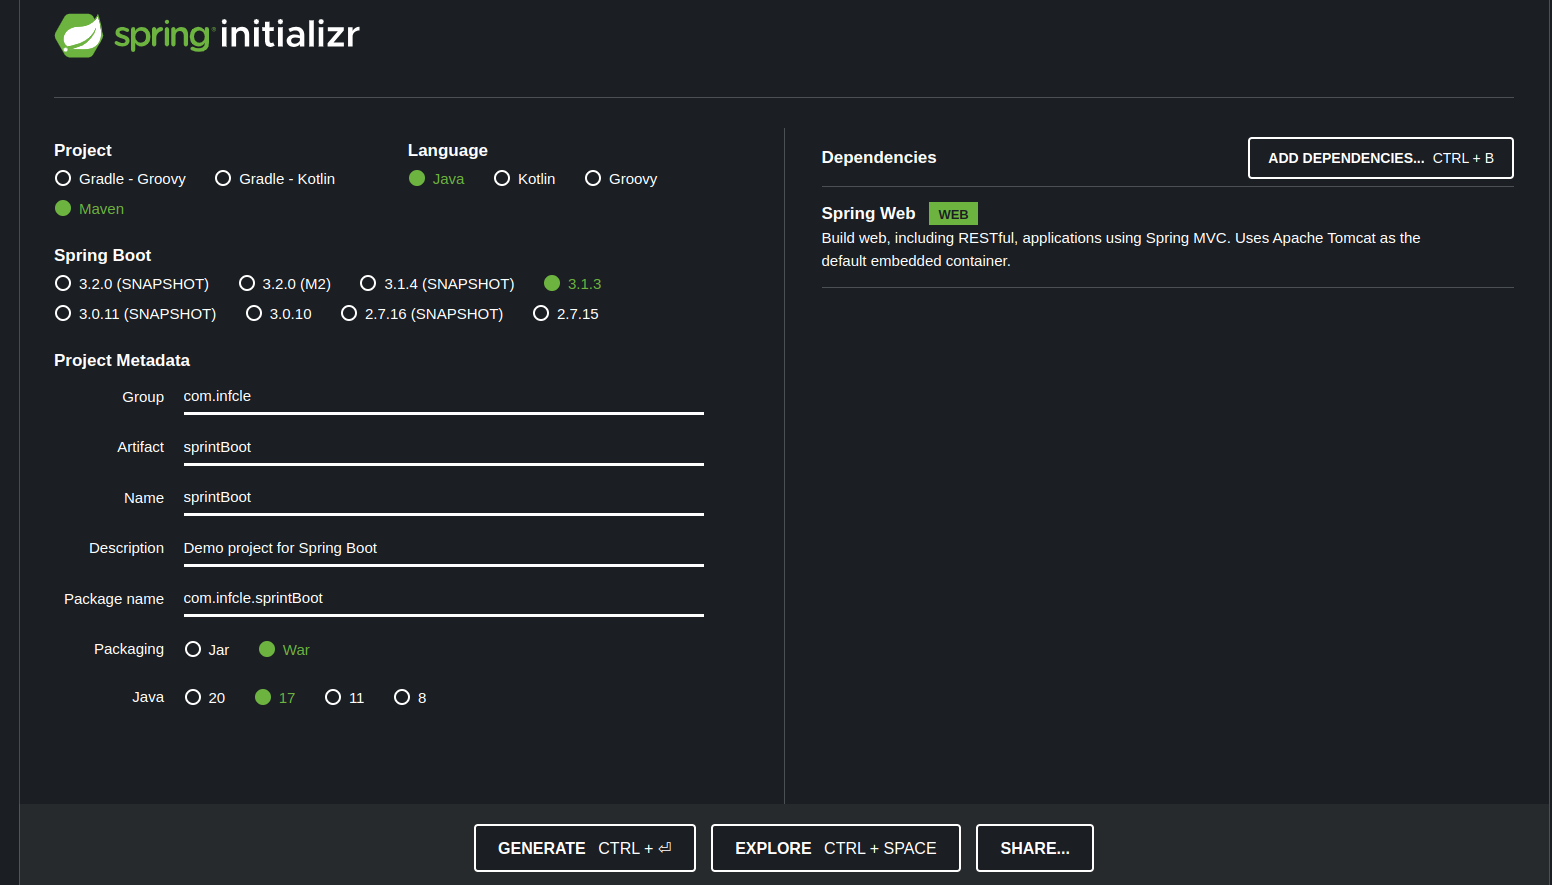 spring initializr
Project
Gradle - Groovy Gradle - Kotlin
Maven
Language
Java Kotlin Groovy
Spring Boot
3.2.0 (SNAPSHOT) 3.2.0 (M2) 3.1.4 (SNAPSHOT) 3.1.3
3.0.11 (SNAPSHOT) 3.0.10 2.7.16 (SNAPSHOT) 2.7.15
Project Metadata
Group com.infcle
Artifact sprintBoot
Name sprintBoot
Description Demo project for Spring Boot
Package name com.infcle.sprintBoot
Packaging Jar War
Java 20 17 11 8
Dependencies ADD DEPENDENCIES... CTRL + B
Spring Web WEB
Build web, including RESTful, applications using Spring MVC. Uses Apache Tomcat as the
default embedded container.
GENERATE CTRL + ⏎ EXPLORE CTRL + SPACE SHARE...